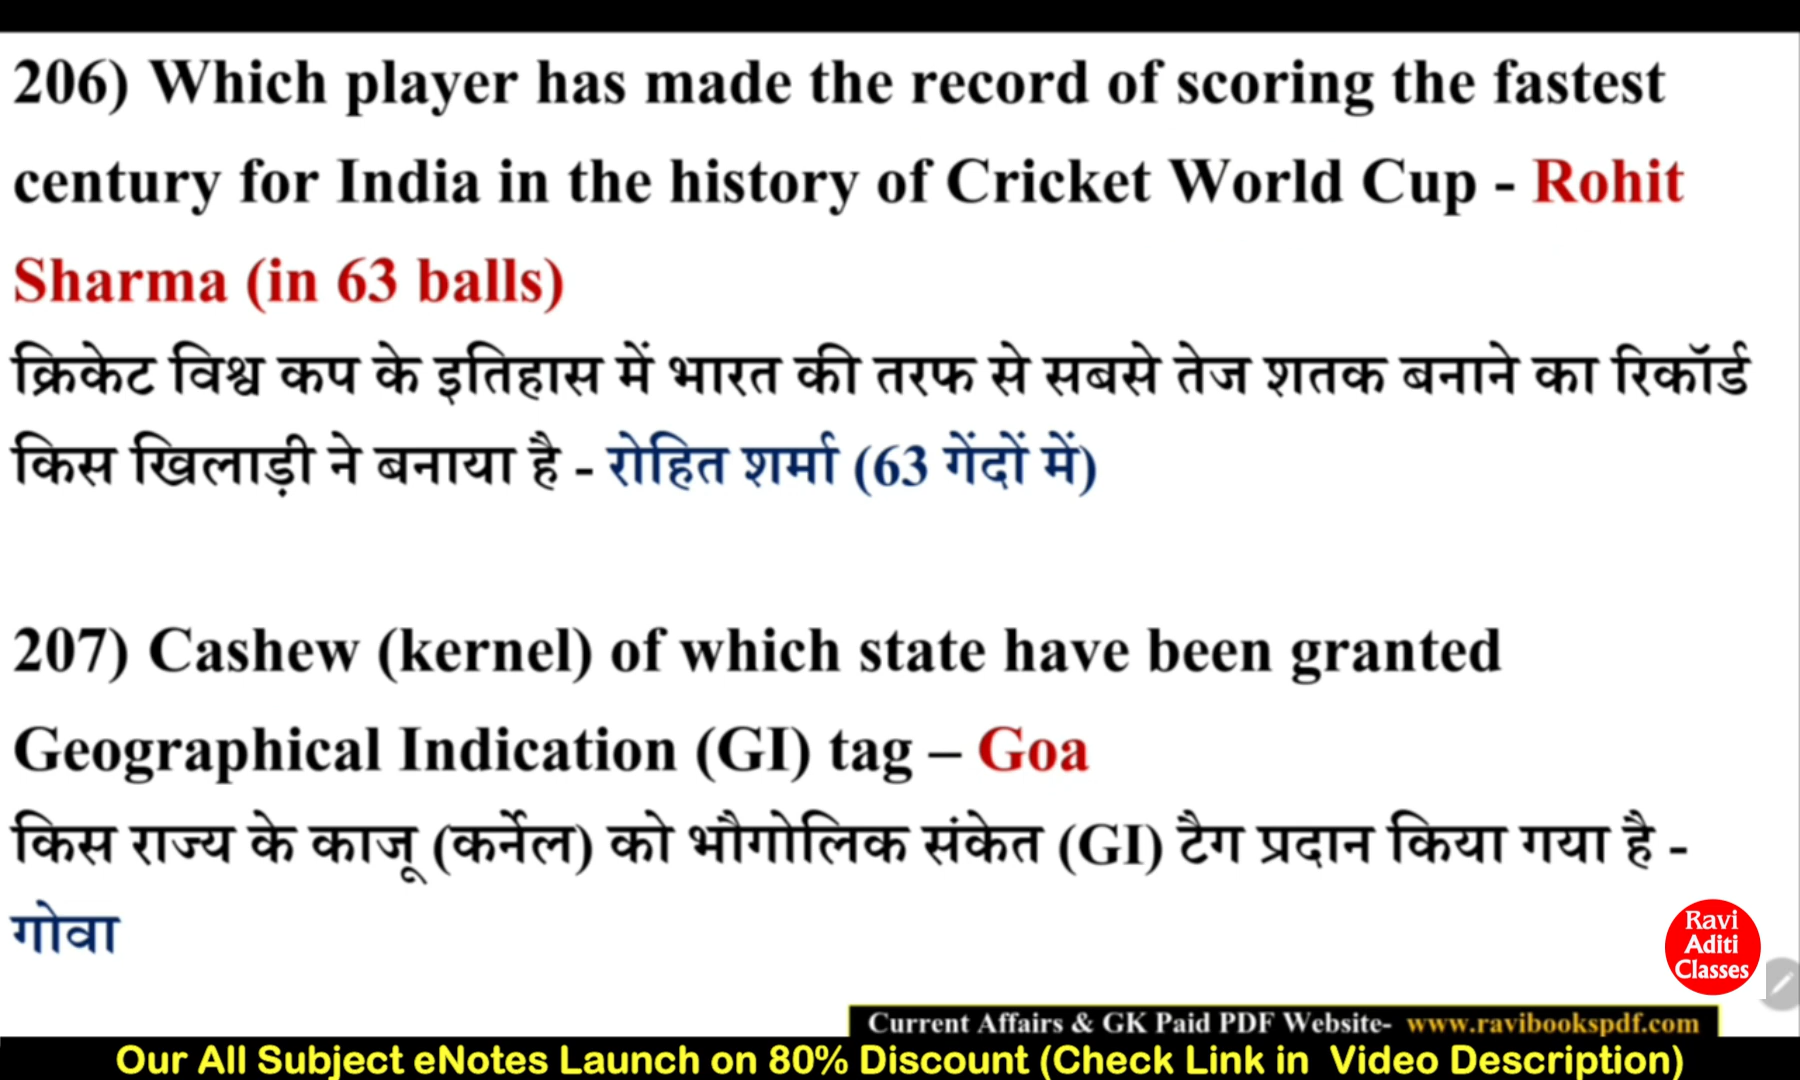 206) Which player has made the record of scoring the fastest
century for India in the history of Cricket World Cup - Rohit
Sharma (in 63 balls)
क्रिकेट विश्व कप के इतिहास में भारत की तरफ से सबसे तेज शतक बनाने का रिकॉर्ड
किस खिलाड़ी ने बनाया है - रोहित शर्मा (63 गेंदों में)
207) Cashew (kernel) of which state have been granted
Geographical Indication (GI) tag – Goa
किस राज्य के काजू (कर्नेल) को भौगोलिक संकेत (GI) टैग प्रदान किया गया है -
गोवा
Ravi
Aditi
Classes
Current Affairs & GK Paid PDF Website- www.ravibookspdf.com
Our All Subject eNotes Launch on 80% Discount (Check Link in Video Description)